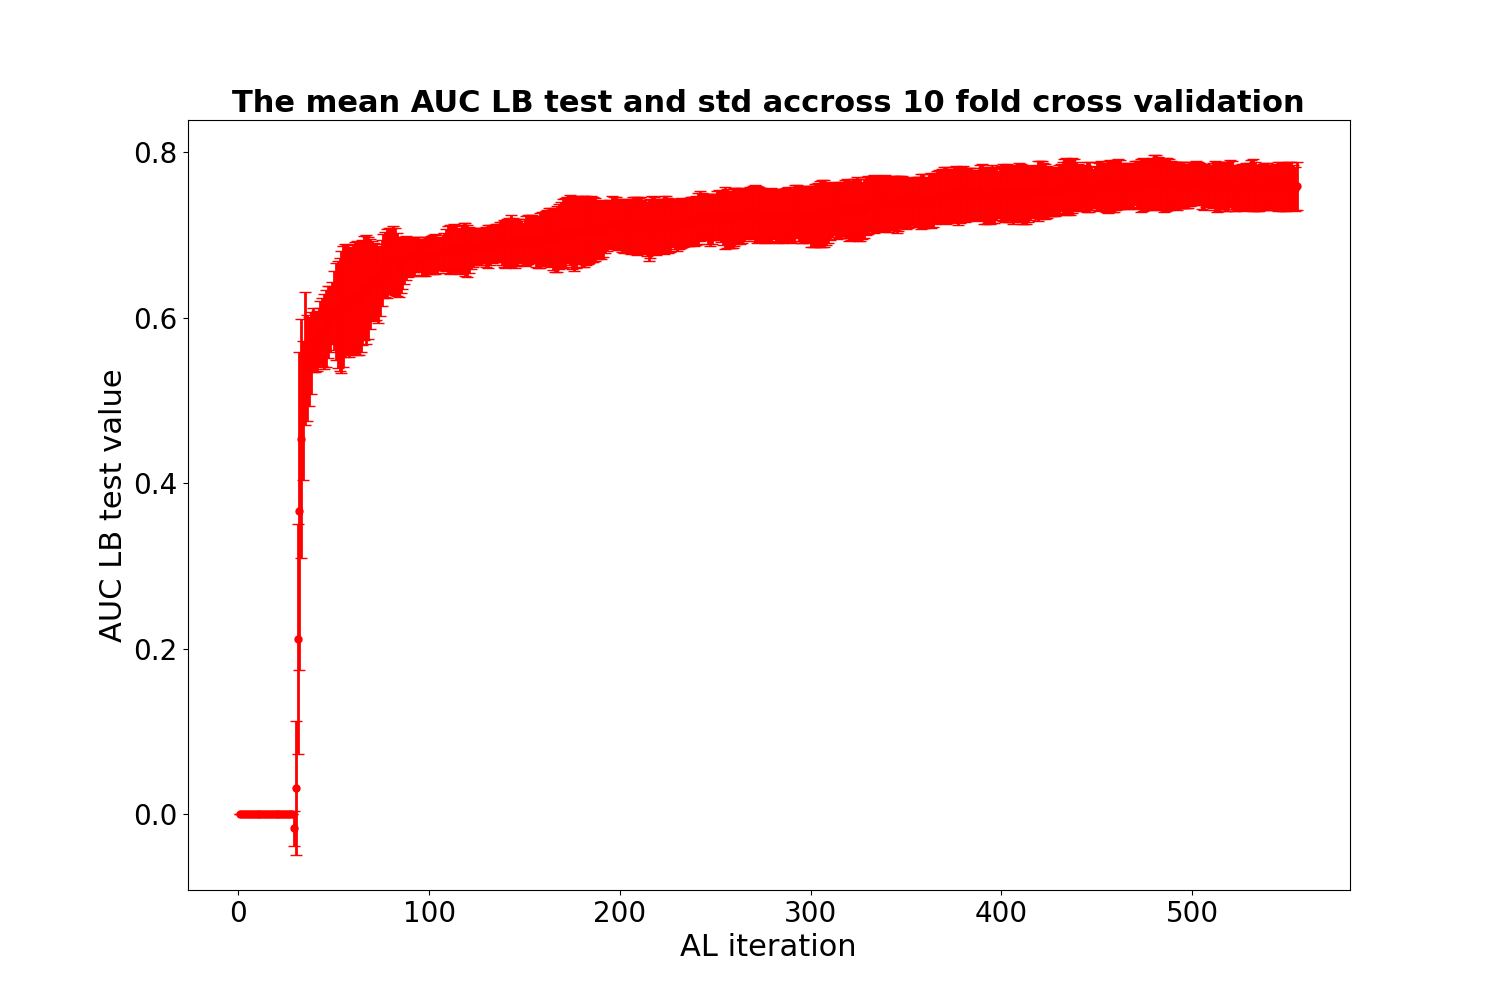 The mean AUC LB test and std accross 10 fold cross validation
0.8
0.6
0.4
0.2
0.0
AUC LB test value
0 100 200 300 400 500
AL iteration